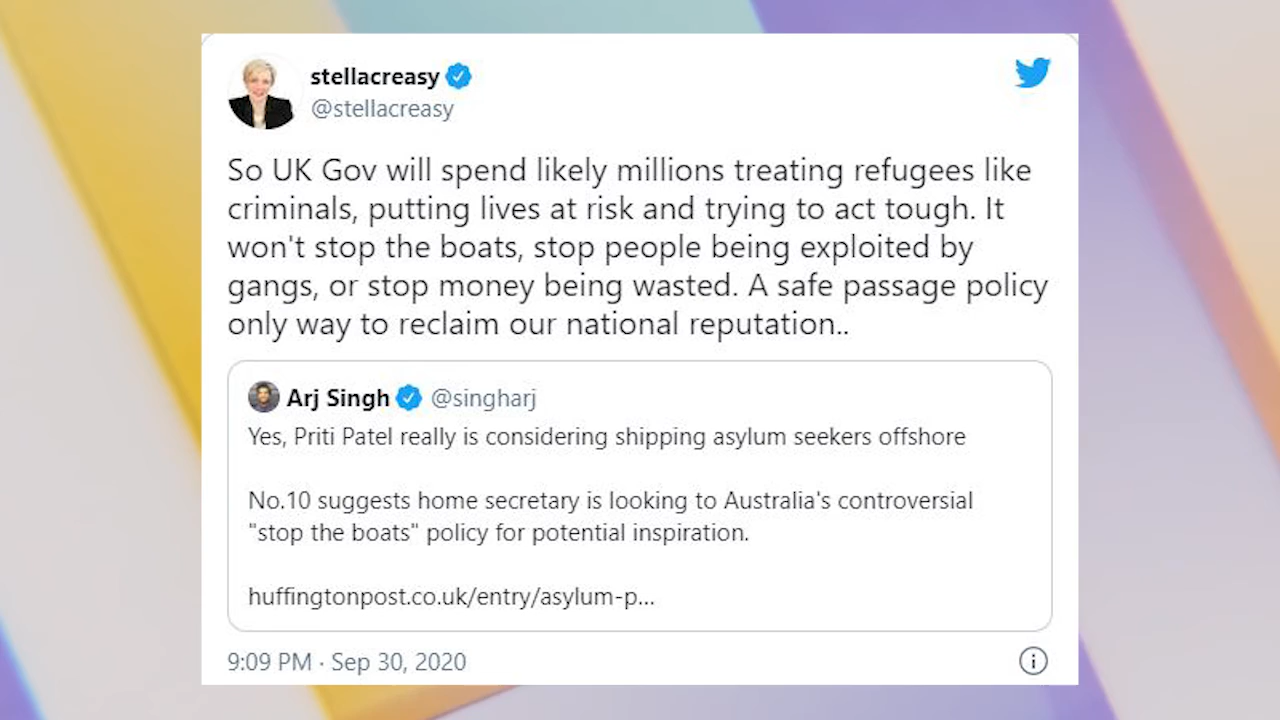 stellacreasy
@stellacreasy
So UK Gov will spend likely millions treating refugees like
criminals, putting lives at risk and trying to act tough. It
won't stop the boats, stop people being exploited by
gangs, or stop money being wasted. A safe passage policy
only way to reclaim our national reputation..
Arj Singh @singharj
Yes, Priti Patel really is considering shipping asylum seekers offshore
No.10 suggests home secretary is looking to Australia's controversial
"stop the boats" policy for potential inspiration.
huffingtonpost.co.uk/entry/asylum-p...
9:09 PM · Sep 30, 2020